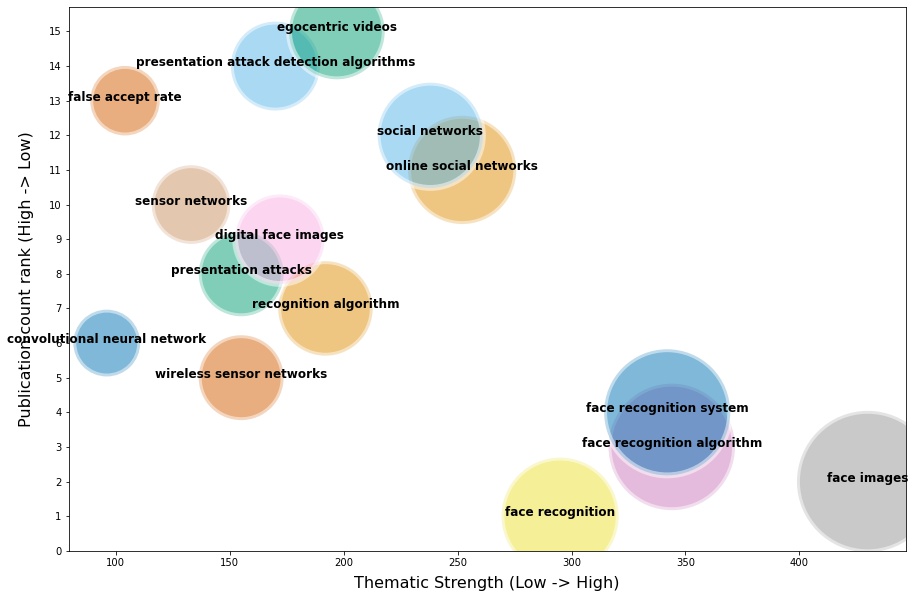 15
egocentric videos
14
presentation attack detection algorithms
13
false accept rate
12
social networks
11
online social networks
10
sensor networks
9
digital face images
8
presentation attacks
7
recognition algorithm
6
convolutional neural network
5
wireless sensor networks
4
face recognition system
3
face recognition algorithm
2
face images
1
face recognition
0
Publication count rank (High -> Low)
100 150 200 250 300 350 400
Thematic Strength (Low -> High)